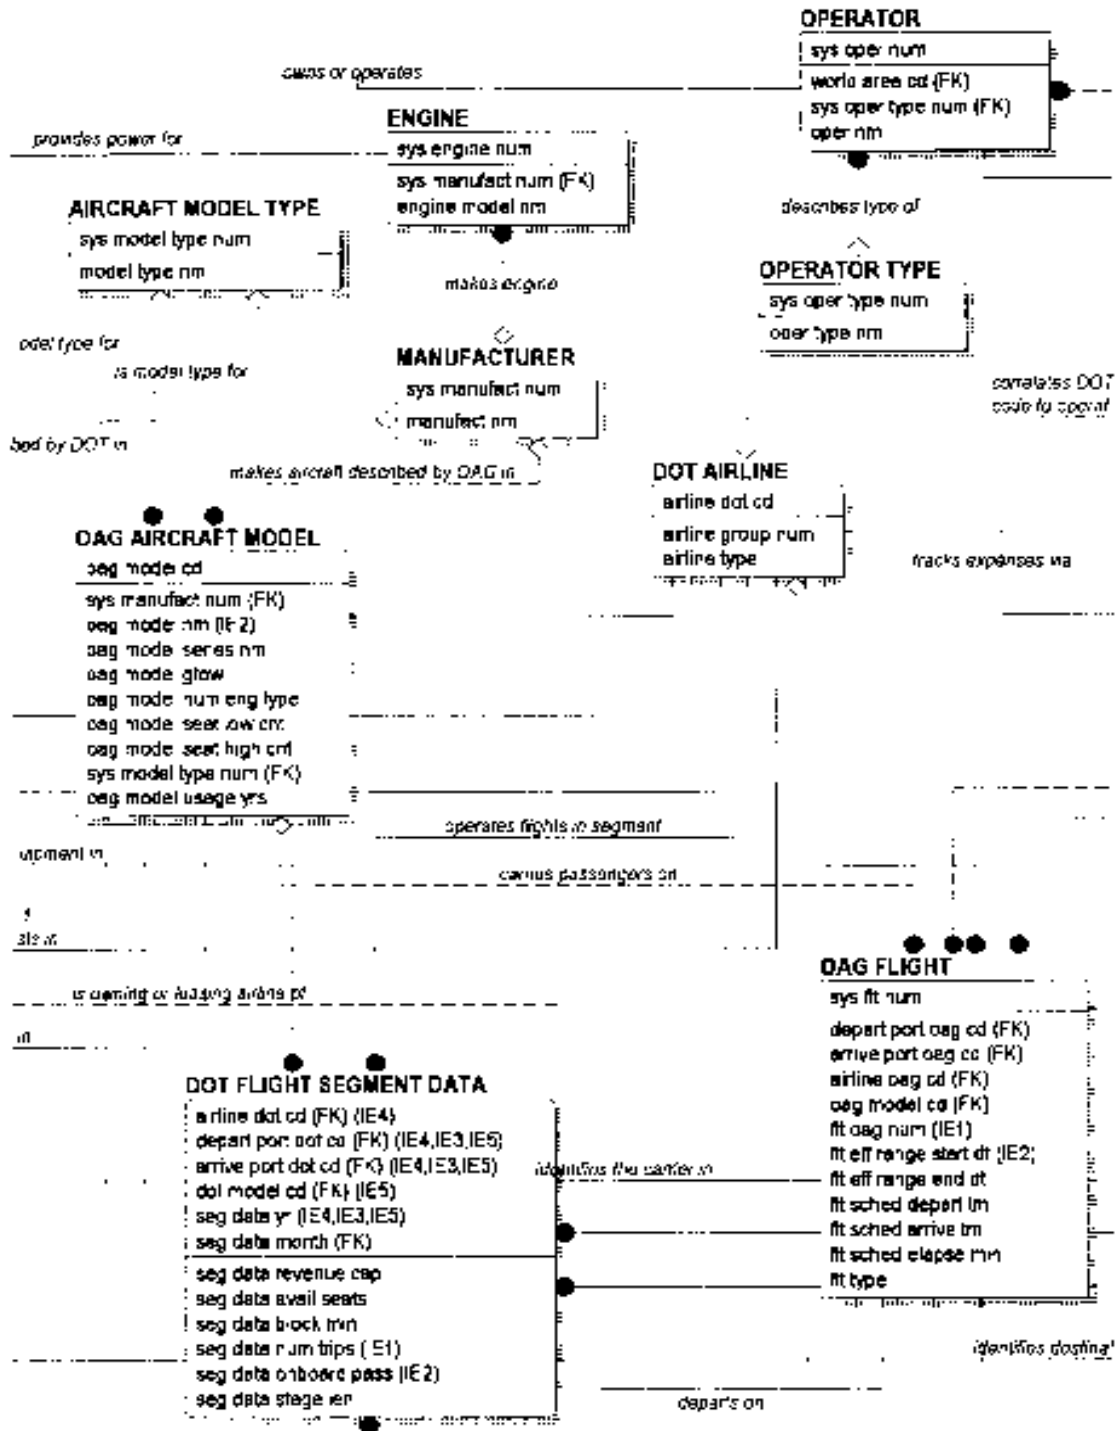 OPERATOR
sys oper num
world area cd (FK)
sys oper type num (FK)
oper nm
owns or operates
ENGINE
sys engine num
sys manufact num (FK)
engine model nm
provides power for
AIRCRAFT MODEL TYPE
sys model type num
model type nm
describes type of
makes engine
OPERATOR TYPE
sys oper type num
oper type nm
odel type for
is model type for
MANUFACTURER
sys manufact num
manufact nm
correlates DOT
code to operat
bed by DOT in
makes aircraft described by OAG in
DOT AIRLINE
airline dot cd
airline group num
airline type
tracks expenses via
OAG AIRCRAFT MODEL
oag model cd
sys manufact num (FK)
oag model nm (IE2)
oag model series nm
oag model gtow
oag model num eng type
oag model seat low cnt
oag model seat high cnt
sys model type num (FK)
oag model usage yrs
operates flights in segment
uipment in
carries passengers on
is owning or leasing airline of
in
OAG FLIGHT
sys flt num
depart port oag cd (FK)
arrive port oag cd (FK)
airline oag cd (FK)
oag model cd (FK)
flt oag num (IE1)
flt eff range start dt (IE2)
flt eff range end dt
flt sched depart tm
flt sched arrive tm
flt sched elapse min
flt type
DOT FLIGHT SEGMENT DATA
airline dot cd (FK) (IE4)
depart port dot cd (FK) (IE4,IE3,IE5)
arrive port dot cd (FK) (IE4,IE3,IE5)
dot model cd (FK) (IE5)
seg data yr (IE4,IE3,IE5)
seg data month (FK)
seg data revenue cap
seg data avail seats
seg data block min
seg data num trips (IE1)
seg data onboard pass (IE2)
seg data stage len
identifies the carrier in
identifies destinat
departs on